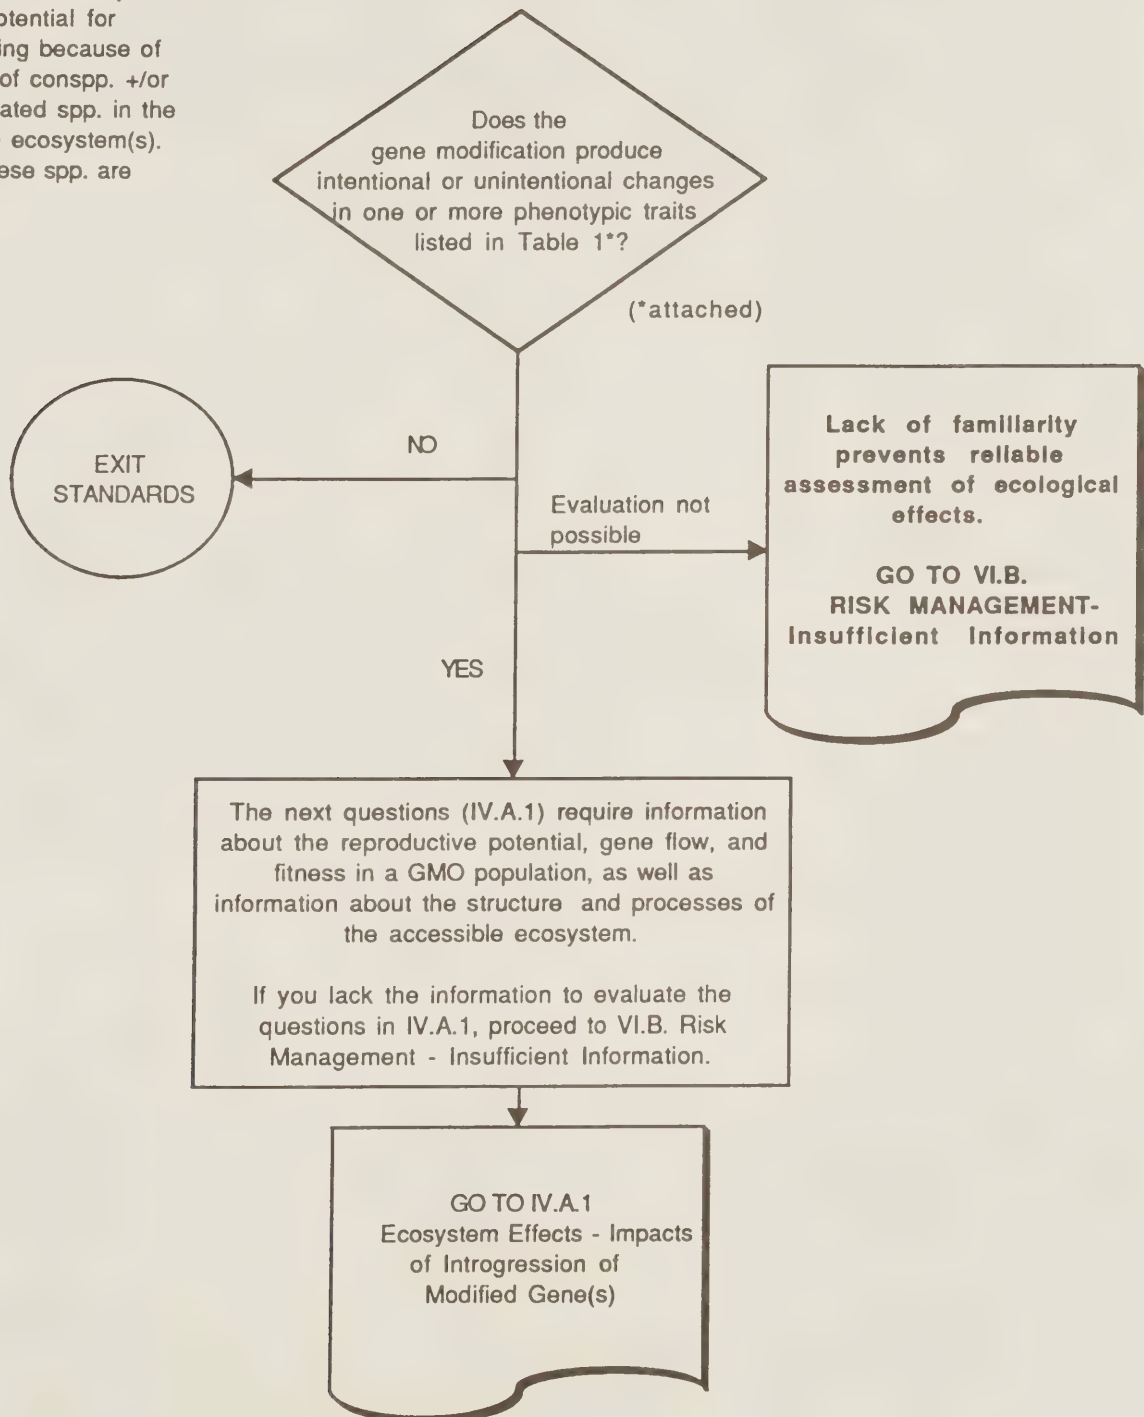 otential for
ing because of
of conspp. +/or
ated spp. in the
ecosystem(s).
ese spp. are
Does the
gene modification produce
intentional or unintentional changes
in one or more phenotypic traits
listed in Table 1*?
(*attached)
NO
EXIT
STANDARDS
Evaluation not
possible
Lack of familiarity
prevents reliable
assessment of ecological
effects.
GO TO VI.B.
RISK MANAGEMENT-
Insufficient Information
YES
The next questions (IV.A.1) require information
about the reproductive potential, gene flow, and
fitness in a GMO population, as well as
information about the structure and processes of
the accessible ecosystem.
If you lack the information to evaluate the
questions in IV.A.1, proceed to VI.B. Risk
Management - Insufficient Information.
GO TO IV.A.1
Ecosystem Effects - Impacts
of Introgression of
Modified Gene(s)